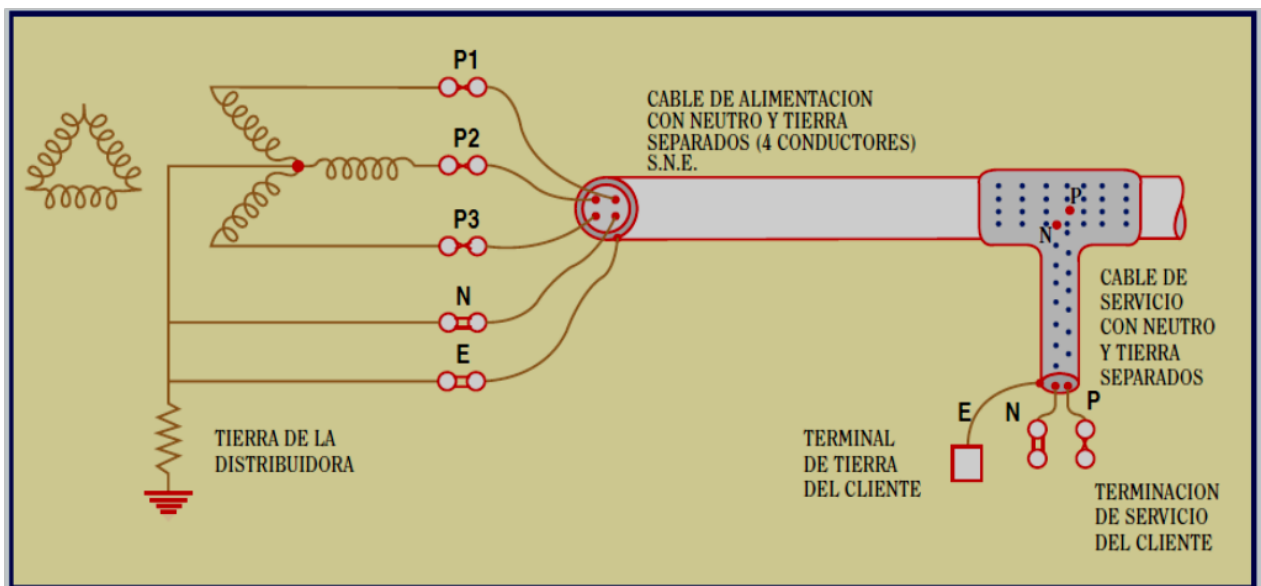 P1
P2
P3
N
E
CABLE DE ALIMENTACION
CON NEUTRO Y TIERRA
SEPARADOS (4 CONDUCTORES)
S.N.E.
P
N
CABLE DE
SERVICIO
CON NEUTRO
Y TIERRA
SEPARADOS
E
N
P
TIERRA DE LA
DISTRIBUIDORA
TERMINAL
DE TIERRA
DEL CLIENTE
TERMINACION
DE SERVICIO
DEL CLIENTE